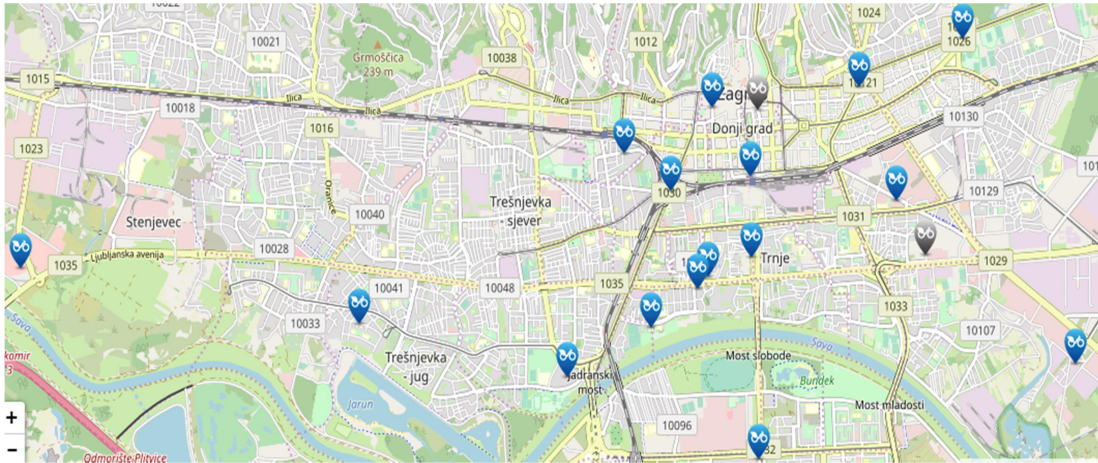 10022
1024
10021
1012
1026
Grmoščica
239 m
10038
1015
Ilica
Ilica
Ilica
Zagr
10018
1016
Donji grad
10130
1023
Oranice
1030
10129
Trešnjevka
sjever
10040
1031
Stenjevec
10028
Ljubljanska avenija
1035
Trnje
1029
10041
10048
1035
1033
10033
10107
Sava
Sava
Trešnjevka
- jug
Most slobode
Jadranski
most
Bundek
Jarun
Most mladosti
10096
+
-
Odmorište Plitvice